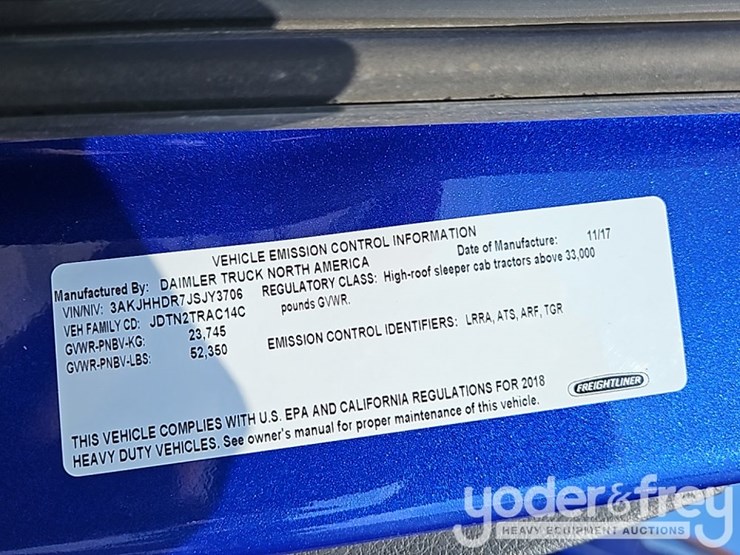 VEHICLE EMISSION CONTROL INFORMATION
Manufactured By: DAIMLER TRUCK NORTH AMERICA Date of Manufacture: 11/17
VIN/NIV: 3AKJHHDR7JSJY3706 REGULATORY CLASS: High-roof sleeper cab tractors above 33,000
pounds GVWR.
VEH FAMILY CD: JDTN2TRAC14C
GVWR-PNBV-KG: 23,745
GVWR-PNBV-LBS: 52,350 EMISSION CONTROL IDENTIFIERS: LRRA, ATS, ARF, TGR
FREIGHTLINER
THIS VEHICLE COMPLIES WITH U.S. EPA AND CALIFORNIA REGULATIONS FOR 2018
HEAVY DUTY VEHICLES. See owner's manual for proper maintenance of this vehicle.
yoder&frey
HEAVY EQUIPMENT AUCTIONS